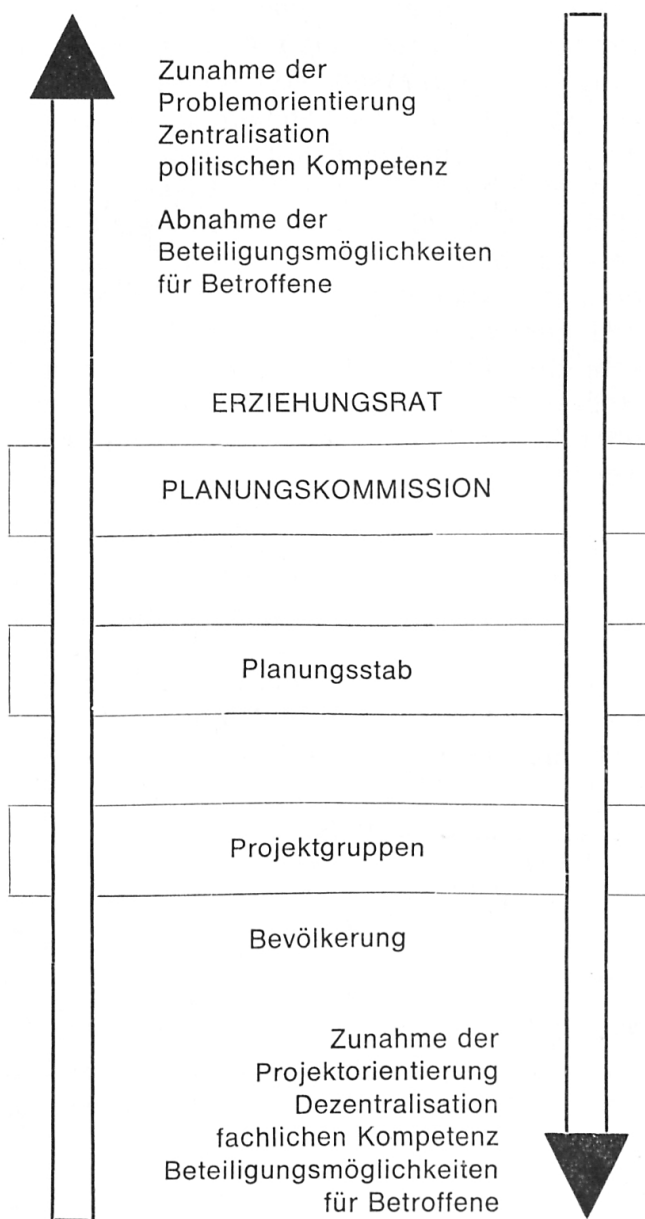 Zunahme der
Problemorientierung
Zentralisation
politischen Kompetenz
Abnahme der
Beteiligungsmöglichkeiten
für Betroffene
ERZIEHUNGSRAT
PLANUNGSKOMMISSION
Planungsstab
Projektgruppen
Bevölkerung
Zunahme der
Projektorientierung
Dezentralisation
fachlichen Kompetenz
Beteiligungsmöglichkeiten
für Betroffene